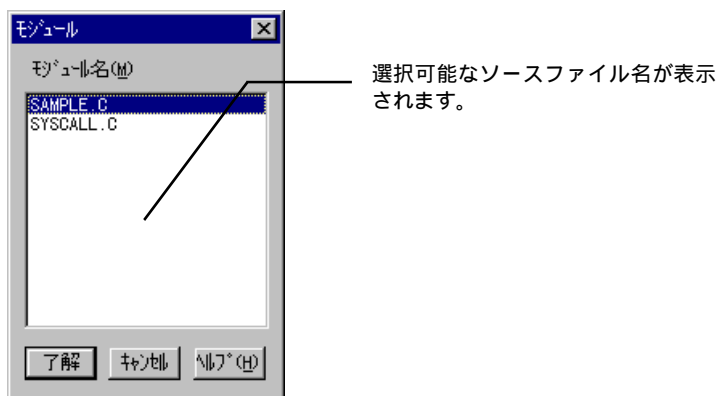 ﾓｼﾞｭｰﾙ
ﾓｼﾞｭｰﾙ名(M)
SAMPLE.C
SYSCALL.C
了解 ｷｬﾝｾﾙ ﾍﾙﾌﾟ(H)
選択可能なソースファイル名が表示
されます。